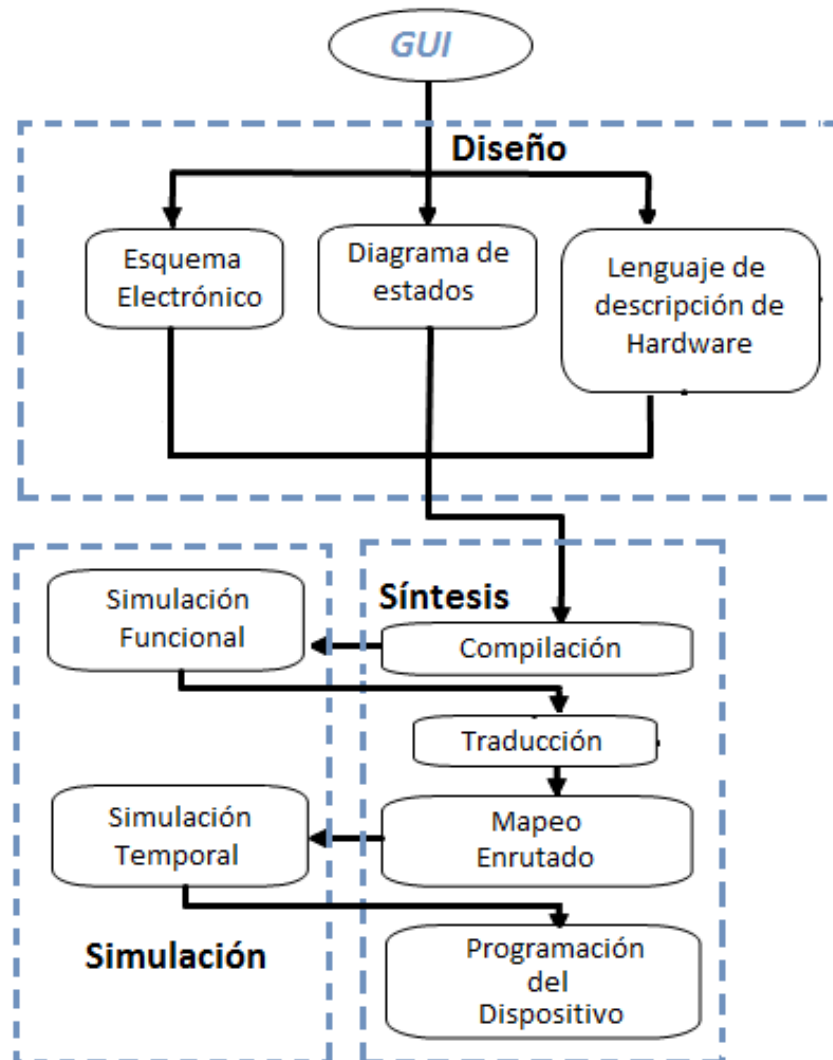 GUI
Diseño
Esquema
Electrónico
Diagrama de
estados
Lenguaje de
descripción de
Hardware
Simulación
Funcional
Síntesis
Compilación
Traducción
Simulación
Temporal
Mapeo
Enrutado
Simulación
Programación
del
Dispositivo